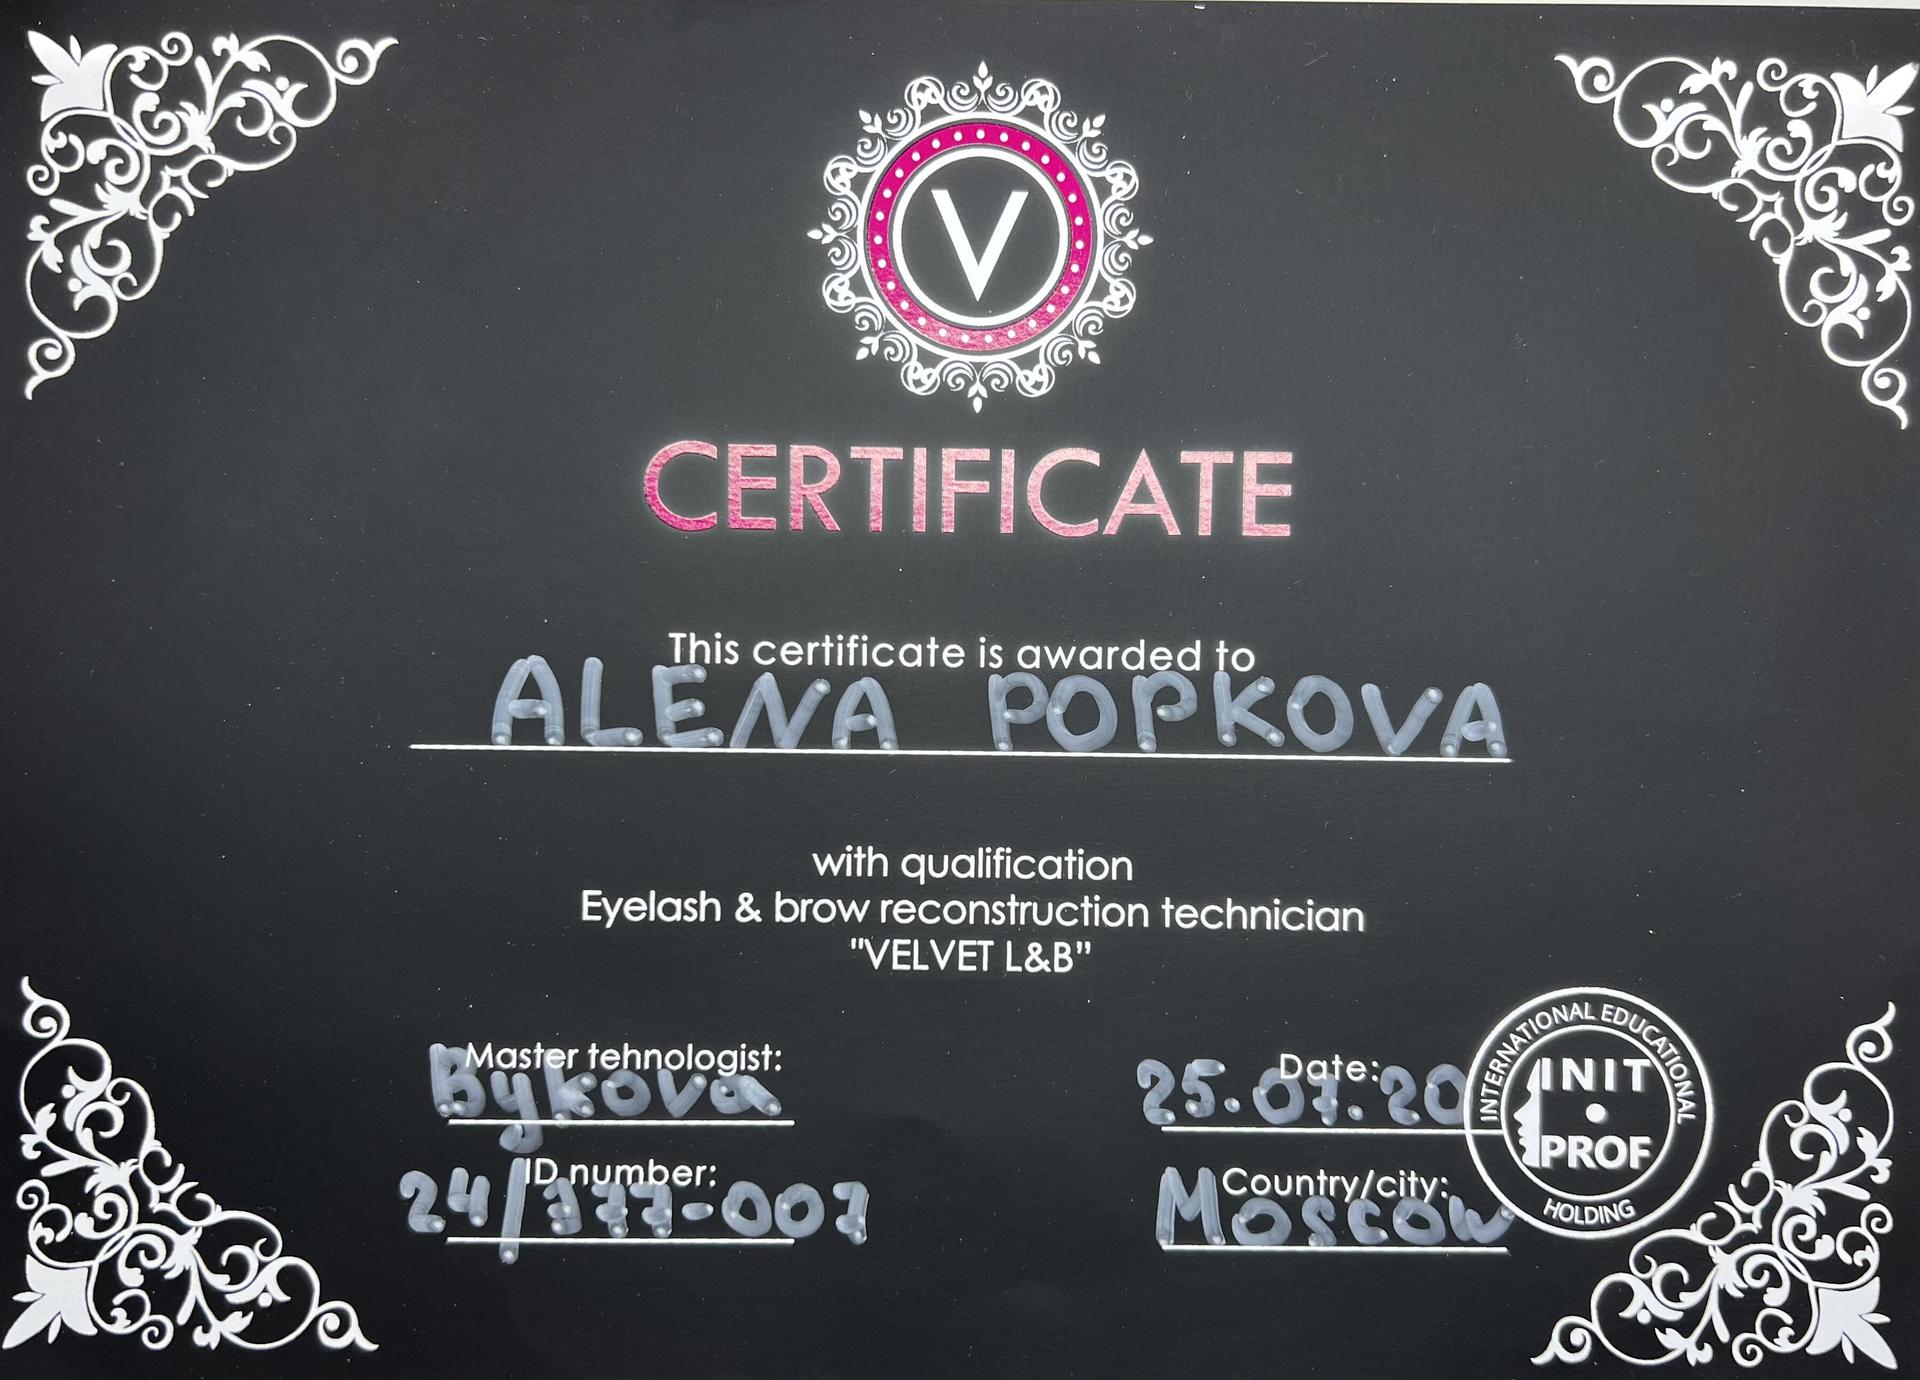 V
CERTIFICATE
This certificate is awarded to
ALENA POPKOVA
with qualification
Eyelash & brow reconstruction technician
"VELVET L&B"
Master tehnologist:
Bykova
Date:
25.07.20
ID number:
24/777-007
Country/city:
Moscow
INTERNATIONAL EDUCATIONAL
INIT
PROF
HOLDING